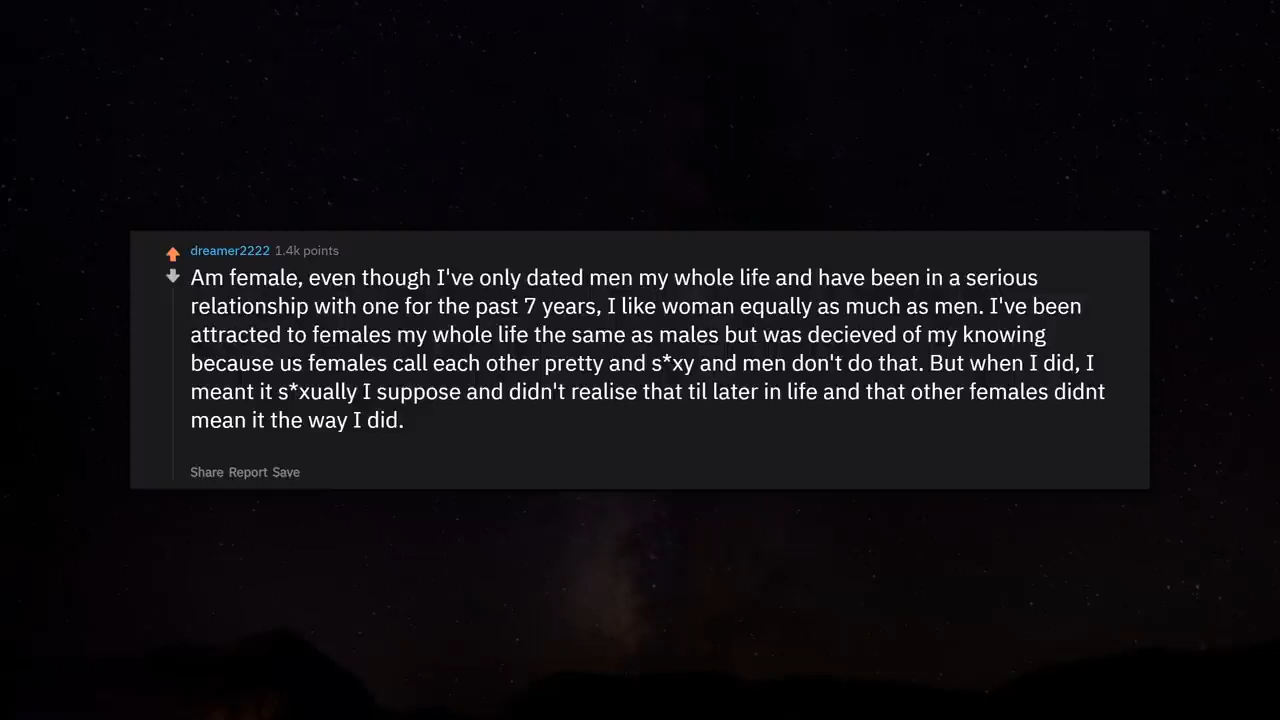 dreamer2222 1.4k points
Am female, even though I've only dated men my whole life and have been in a serious
relationship with one for the past 7 years, I like woman equally as much as men. I've been
attracted to females my whole life the same as males but was decieved of my knowing
because us females call each other pretty and s*xy and men don't do that. But when I did, I
meant it s*xually I suppose and didn't realise that til later in life and that other females didnt
mean it the way I did.
Share Report Save